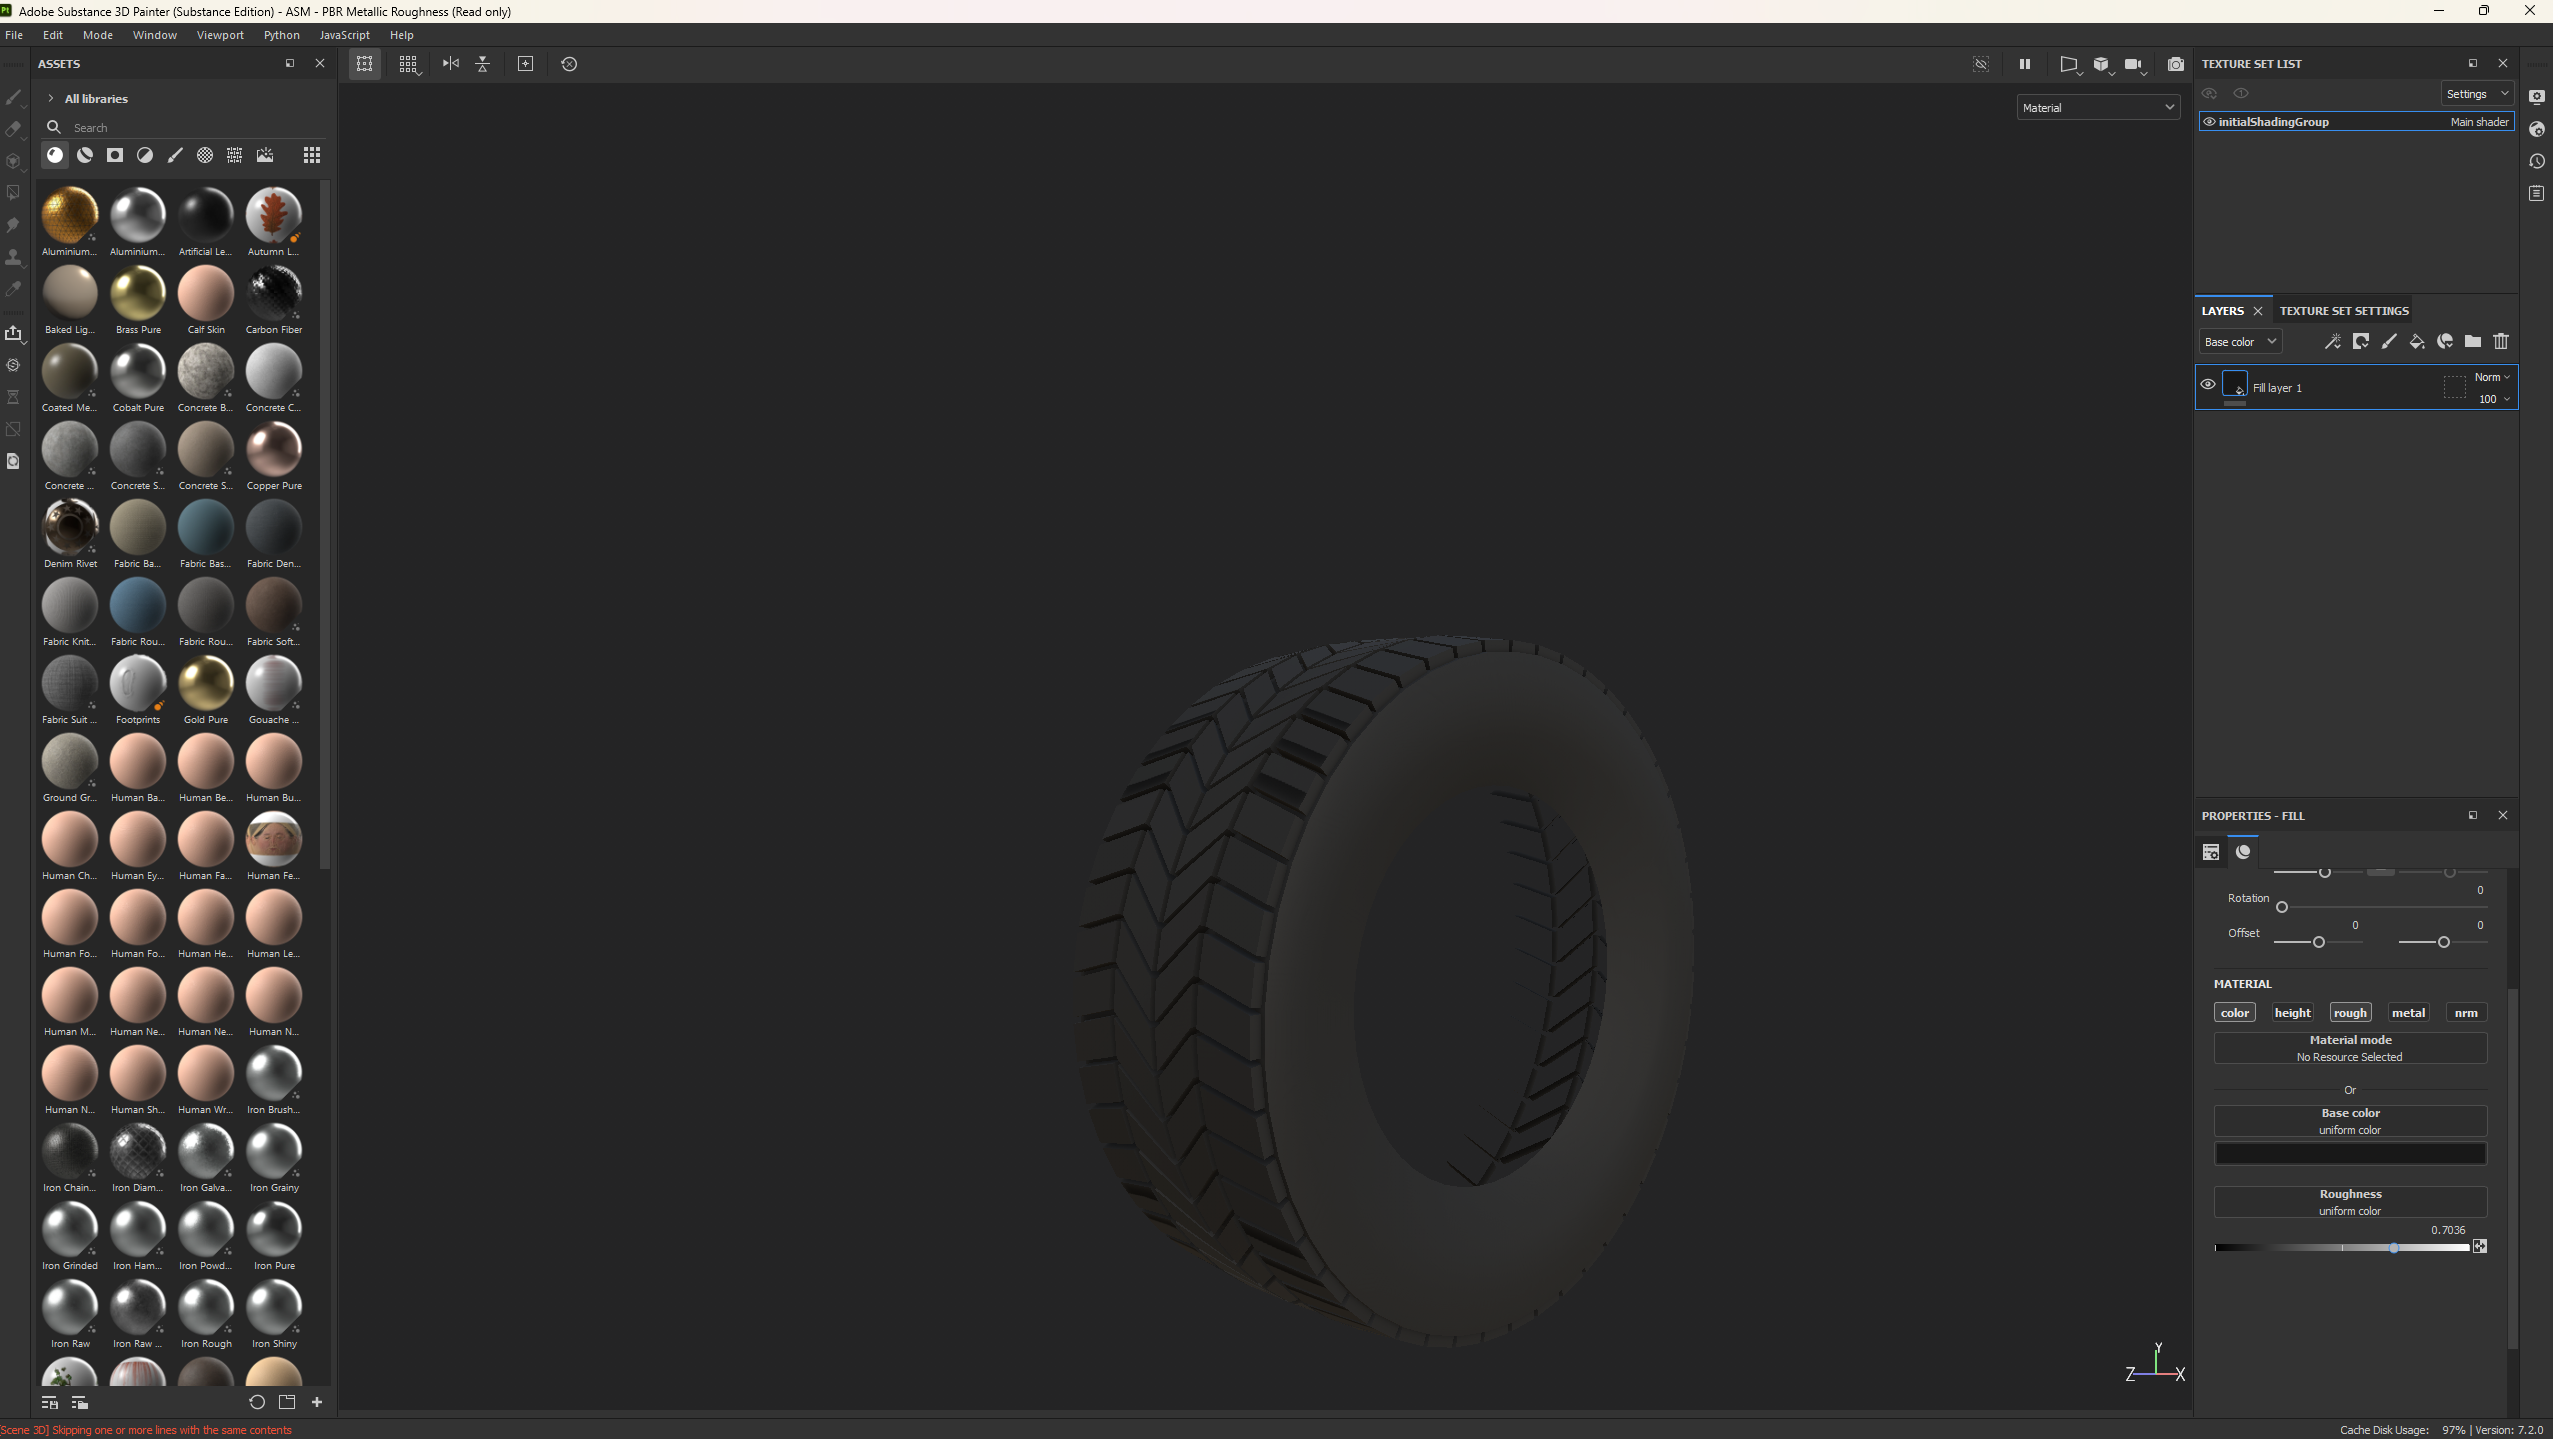 Pt Adobe Substance 3D Painter (Substance Edition) - ASM - PBR Metallic Roughness (Read only)
File Edit Mode Window Viewport Python JavaScript Help
ASSETS
All libraries
Search
Aluminium... Aluminium... Artificial Le... Autumn L...
Baked Lig... Brass Pure Calf Skin Carbon Fiber
Coated Me... Cobalt Pure Concrete B... Concrete C...
Concrete ... Concrete S... Concrete S... Copper Pure
Denim Rivet Fabric Ba... Fabric Bas... Fabric Den...
Fabric Knit... Fabric Rou... Fabric Rou... Fabric Soft...
Fabric Suit ... Footprints Gold Pure Gouache ...
Ground Gr... Human Ba... Human Be... Human Bu...
Human Ch... Human Ey... Human Fa... Human Fe...
Human Fo... Human Fo... Human He... Human Le...
Human M... Human Ne... Human Ne... Human N...
Human N... Human Sh... Human Wr... Iron Brush...
Iron Chain... Iron Diam... Iron Galva... Iron Grainy
Iron Grinded Iron Ham... Iron Powd... Iron Pure
Iron Raw Iron Raw ... Iron Rough Iron Shiny
Material
Y
Z X
TEXTURE SET LIST
Settings
initialShadingGroup Main shader
LAYERS TEXTURE SET SETTINGS
Base color
Fill layer 1 Norm
100
PROPERTIES - FILL
Rotation 0
Offset 0 0
MATERIAL
color height rough metal nrm
Material mode
No Resource Selected
Or
Base color
uniform color
Roughness
uniform color
0.7036
[Scene 3D] Skipping one or more lines with the same contents
Cache Disk Usage: 97% | Version: 7.2.0